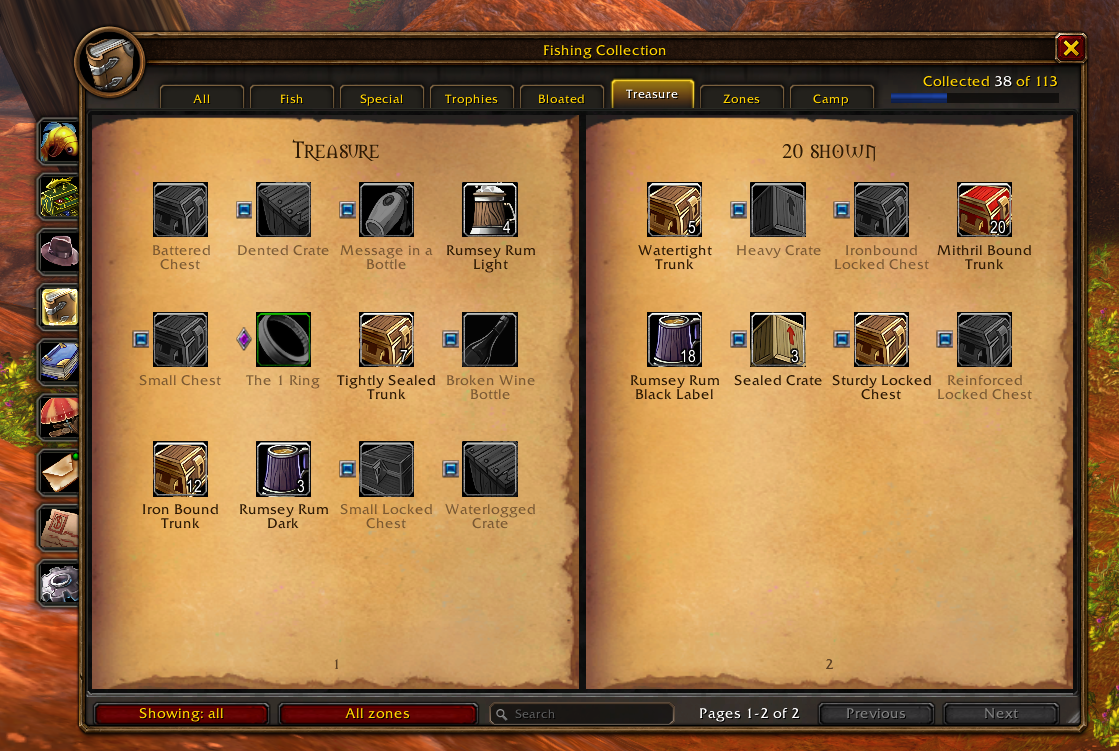 Fishing Collection
Collected 38 of 113
All
Fish
Special
Trophies
Bloated
Treasure
Zones
Camp
Treasure
Battered
Chest
Dented Crate
Message in a
Bottle
4
Rumsey Rum
Light
Small Chest
The 1 Ring
7
Tightly Sealed
Trunk
Broken Wine
Bottle
12
Iron Bound
Trunk
3
Rumsey Rum
Dark
Small Locked
Chest
Waterlogged
Crate
1
20 shown
5
Watertight
Trunk
Heavy Crate
Ironbound
Locked Chest
20
Mithril Bound
Trunk
18
Rumsey Rum
Black Label
3
Sealed Crate
Sturdy Locked
Chest
Reinforced
Locked Chest
2
Showing: all
All zones
Search
Pages 1-2 of 2
Previous
Next